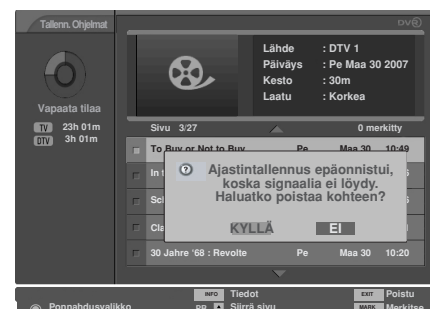 Tallenn. Ohjelmat
DVR
Lähde : DTV 1
Päiväys : Pe Maa 30 2007
Kesto : 30m
Laatu : Korkea
Vapaata tilaa
TV 23h 01m
DTV 3h 01m
Sivu 3/27 0 merkitty
To Buy or Not to Buy Pe Maa 30 10:49
Ajastintallennus epäonnistui,
koska signaalia ei löydy.
Haluatko poistaa kohteen?
KYLLÄ EI
30 Jahre ‘68 : Revolte Pe Maa 30 10:20
INFO Tiedot EXIT Poistu
Ponnahdusvalikko PR Siirrä sivu MARK Merkitse